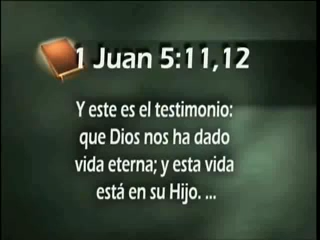 1 Juan 5:11,12
Y este es el testimonio:
que Dios nos ha dado
vida eterna; y esta vida
está en su Hijo. ...